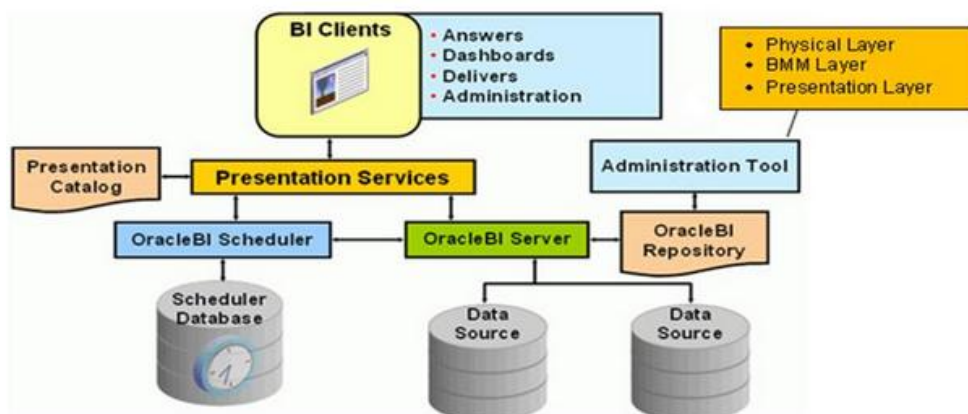 BI Clients
• Answers
• Dashboards
• Delivers
• Administration
• Physical Layer
• BMM Layer
• Presentation Layer
Presentation
Catalog
Presentation Services
Administration Tool
OracleBI Scheduler
OracleBI Server
OracleBI
Repository
Scheduler
Database
Data
Source
Data
Source